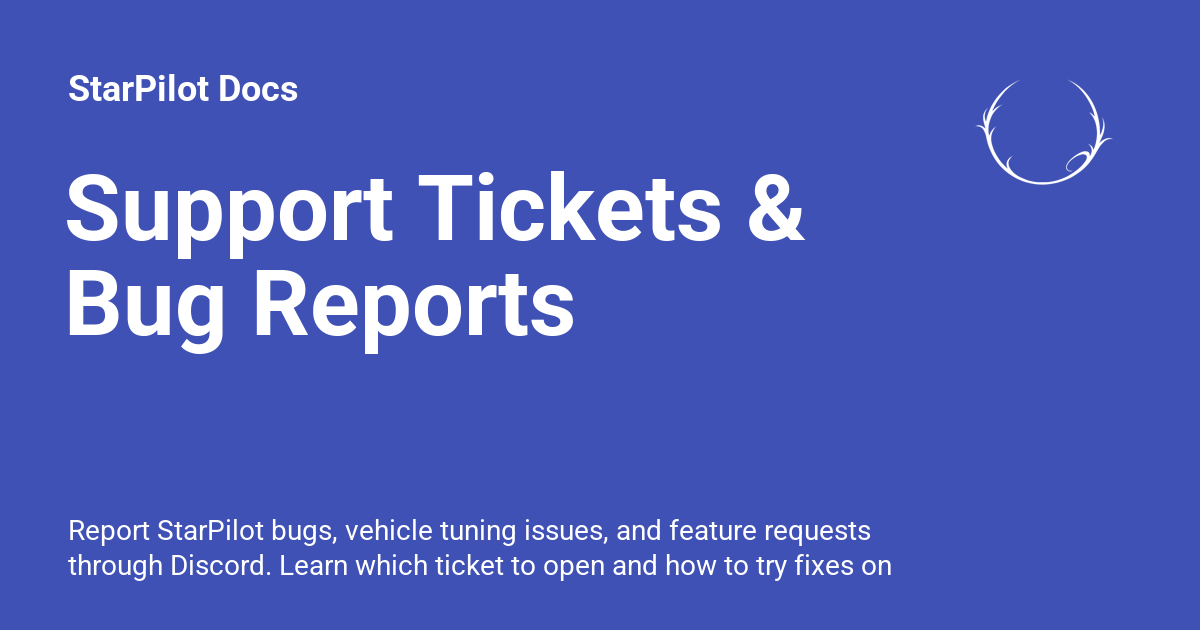 StarPilot Docs
Support Tickets &
Bug Reports
Report StarPilot bugs, vehicle tuning issues, and feature requests
through Discord. Learn which ticket to open and how to try fixes on